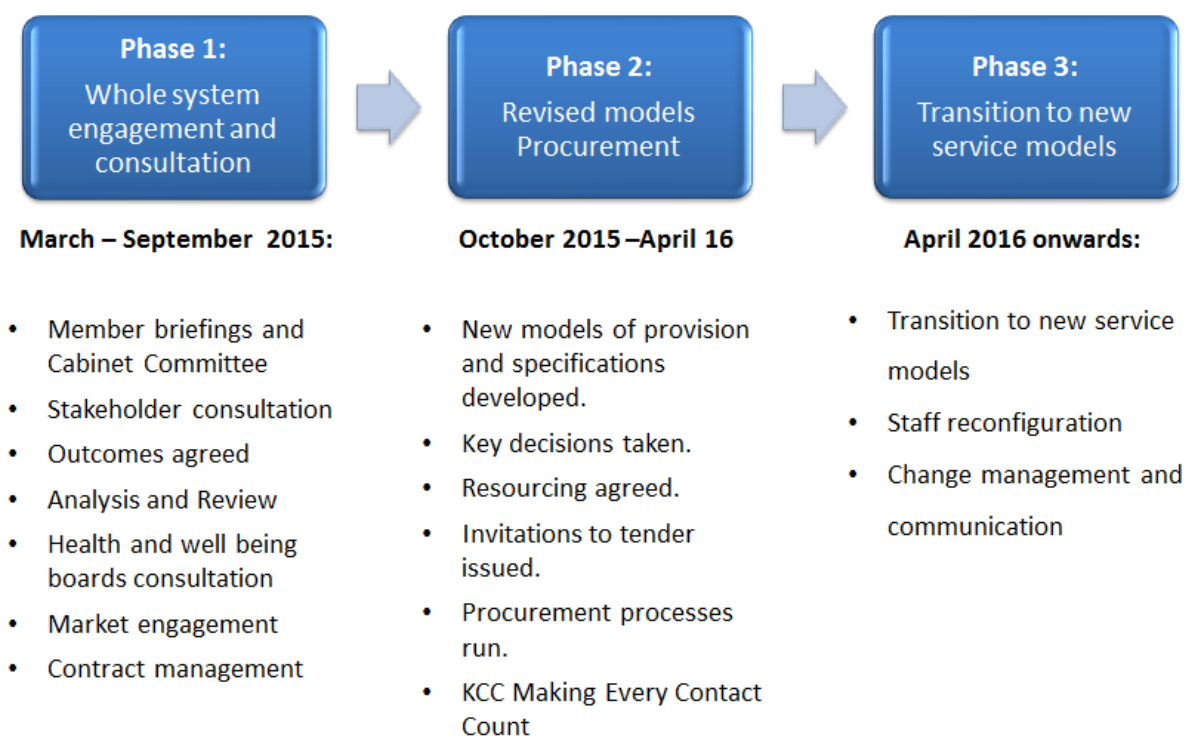 Phase 1:
Whole system
engagement and
consultation
March – September 2015:
• Member briefings and
Cabinet Committee
• Stakeholder consultation
• Outcomes agreed
• Analysis and Review
• Health and well being
boards consultation
• Market engagement
• Contract management
Phase 2:
Revised models
Procurement
October 2015 –April 16
• New models of provision
and specifications
developed.
• Key decisions taken.
• Resourcing agreed.
• Invitations to tender
issued.
• Procurement processes
run.
• KCC Making Every Contact
Count
Phase 3:
Transition to new
service models
April 2016 onwards:
• Transition to new service
models
• Staff reconfiguration
• Change management and
communication